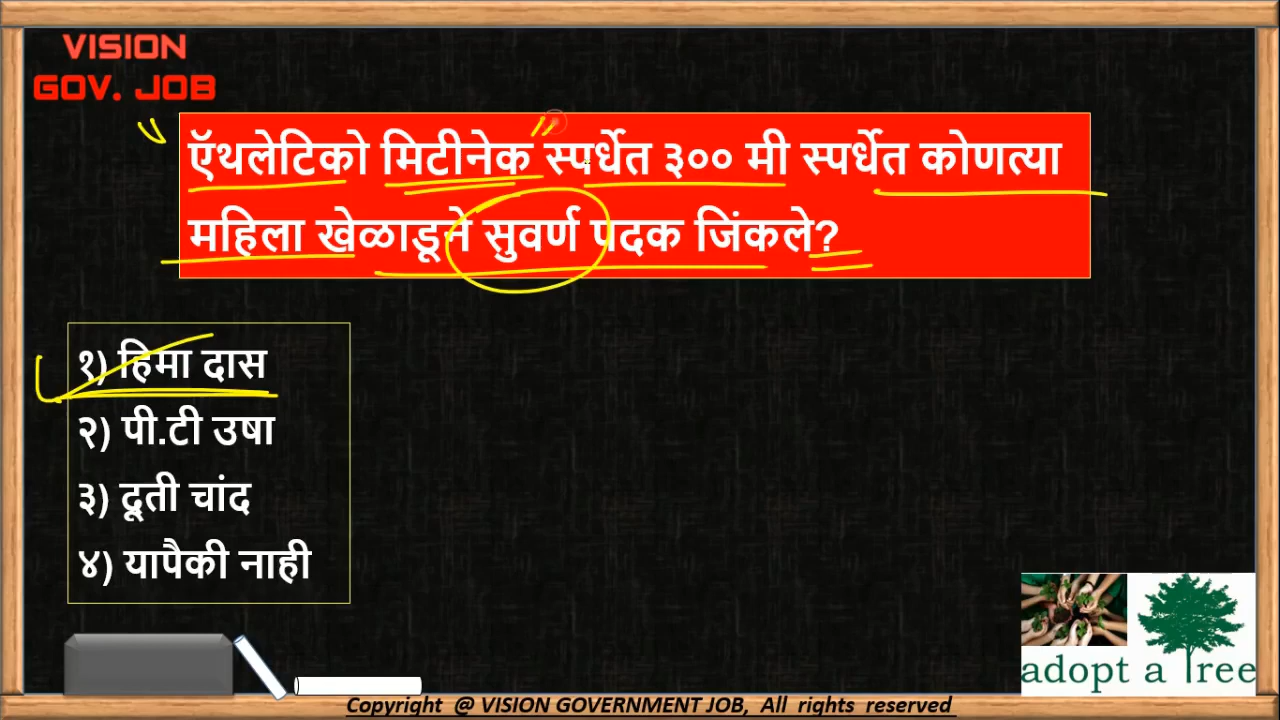 VISION
GOV. JOB
ऍथलेटिको मिटीनेक स्पर्धेत ३०० मी स्पर्धेत कोणत्या
महिला खेळाडूने सुवर्ण पदक जिंकले?
१) हिमा दास
२) पी.टी उषा
३) दूती चांद
४) यापैकी नाही
adopt a Tree
Copyright @ VISION GOVERNMENT JOB, All rights reserved